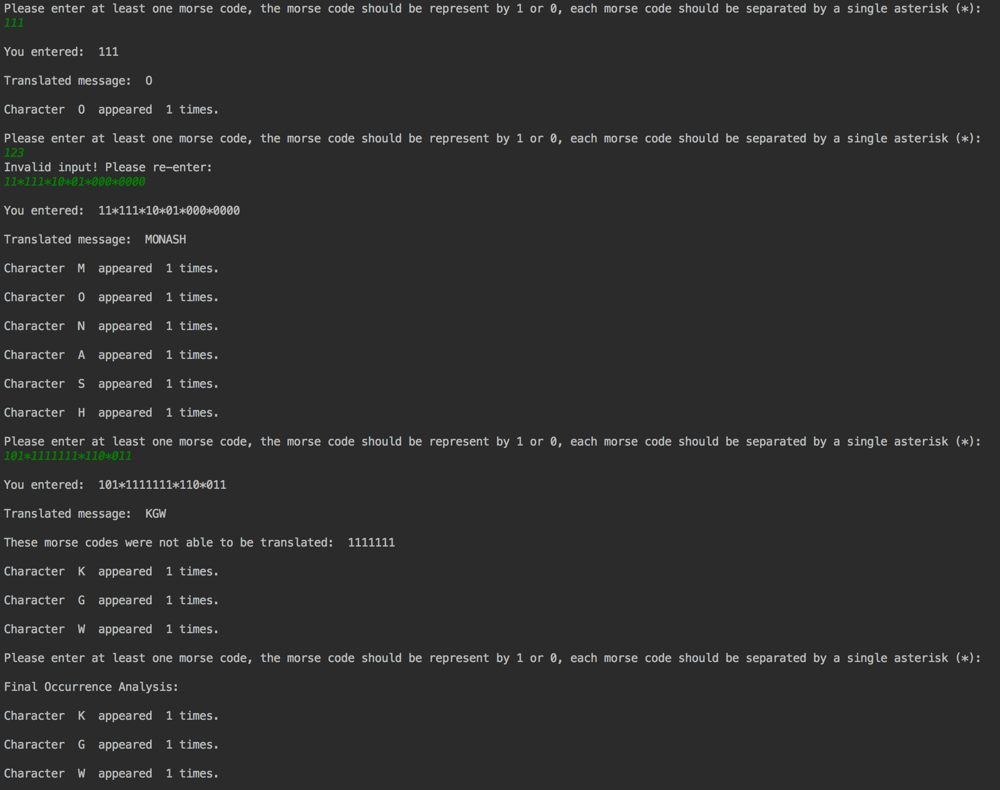 Please enter at least one morse code, the morse code should be represent by 1 or 0, each morse code should be separated by a single asterisk (*):
111
You entered:  111
Translated message:  O
Character  O  appeared  1 times.
Please enter at least one morse code, the morse code should be represent by 1 or 0, each morse code should be separated by a single asterisk (*):
123
Invalid input! Please re-enter:
11*111*10*01*000*0000
You entered:  11*111*10*01*000*0000
Translated message:  MONASH
Character  M  appeared  1 times.
Character  O  appeared  1 times.
Character  N  appeared  1 times.
Character  A  appeared  1 times.
Character  S  appeared  1 times.
Character  H  appeared  1 times.
Please enter at least one morse code, the morse code should be represent by 1 or 0, each morse code should be separated by a single asterisk (*):
101*1111111*110*011
You entered:  101*1111111*110*011
Translated message:  KGW
These morse codes were not able to be translated:  1111111
Character  K  appeared  1 times.
Character  G  appeared  1 times.
Character  W  appeared  1 times.
Please enter at least one morse code, the morse code should be represent by 1 or 0, each morse code should be separated by a single asterisk (*):
Final Occurrence Analysis:
Character  K  appeared  1 times.
Character  G  appeared  1 times.
Character  W  appeared  1 times.